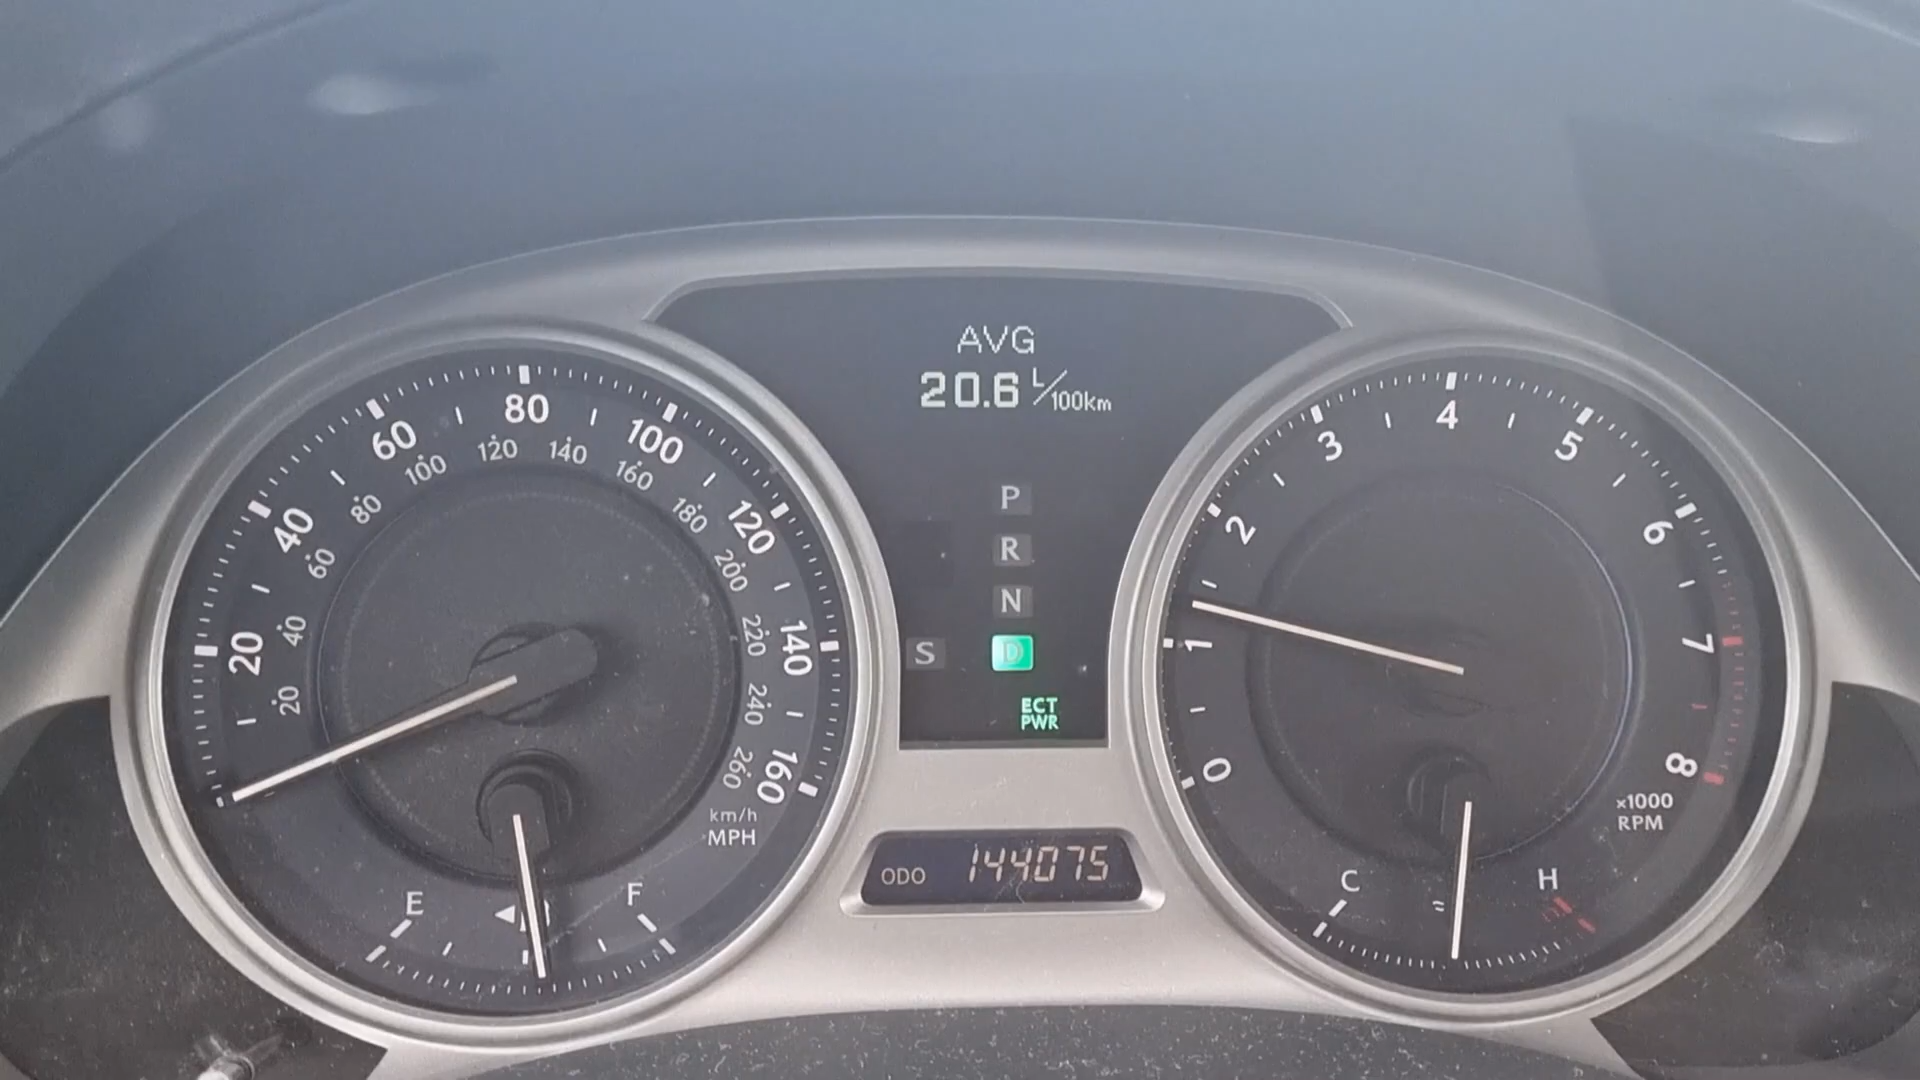 AVG
20.6 L/100km
P
R
N
S D
ECT
PWR
20 40 60 80 100 120 140 160
20 40 60 80 100 120 140 160 180 200 220 240 260
km/h
MPH
E F
ODO 144075
0 1 2 3 4 5 6 7 8
x1000
RPM
C H